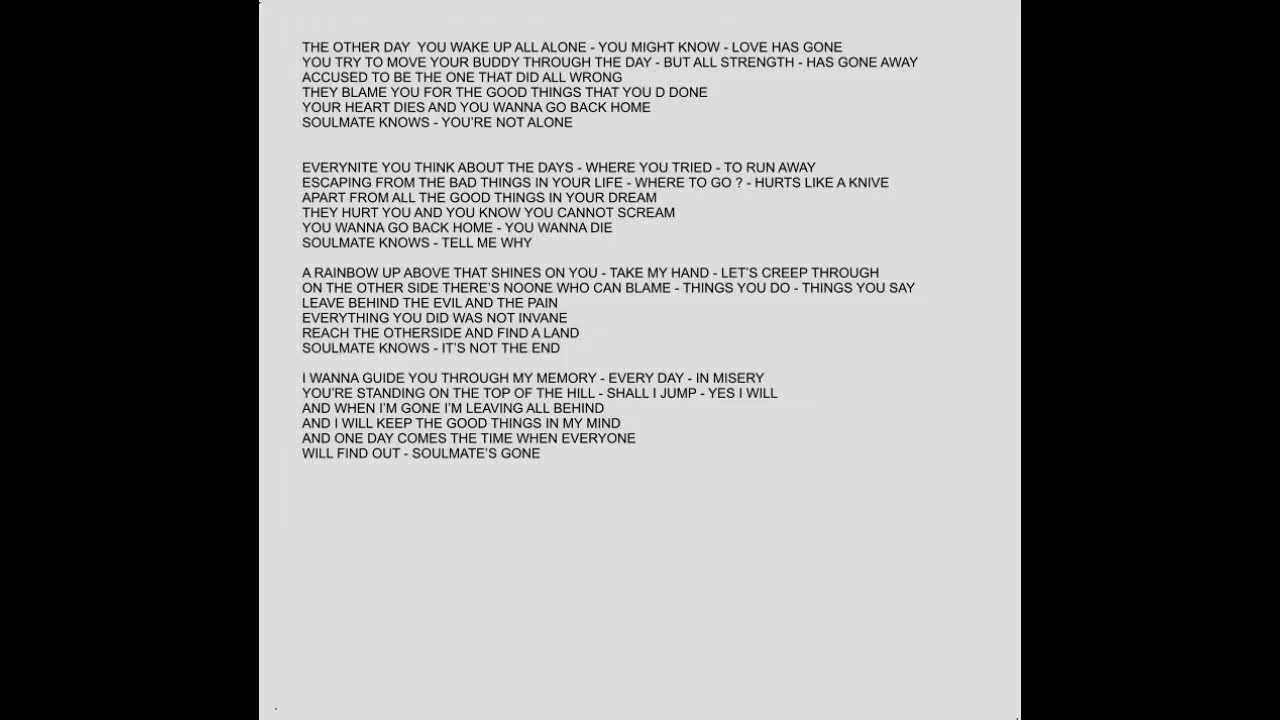 THE OTHER DAY  YOU WAKE UP ALL ALONE - YOU MIGHT KNOW - LOVE HAS GONE
YOU TRY TO MOVE YOUR BUDDY THROUGH THE DAY - BUT ALL STRENGTH - HAS GONE AWAY
ACCUSED TO BE THE ONE THAT DID ALL WRONG
THEY BLAME YOU FOR THE GOOD THINGS THAT YOU D DONE
YOUR HEART DIES AND YOU WANNA GO BACK HOME
SOULMATE KNOWS - YOU'RE NOT ALONE
EVERYNITE YOU THINK ABOUT THE DAYS - WHERE YOU TRIED - TO RUN AWAY
ESCAPING FROM THE BAD THINGS IN YOUR LIFE - WHERE TO GO ? - HURTS LIKE A KNIVE
APART FROM ALL THE GOOD THINGS IN YOUR DREAM
THEY HURT YOU AND YOU KNOW YOU CANNOT SCREAM
YOU WANNA GO BACK HOME - YOU WANNA DIE
SOULMATE KNOWS - TELL ME WHY
A RAINBOW UP ABOVE THAT SHINES ON YOU - TAKE MY HAND - LET'S CREEP THROUGH
ON THE OTHER SIDE THERE'S NOONE WHO CAN BLAME - THINGS YOU DO - THINGS YOU SAY
LEAVE BEHIND THE EVIL AND THE PAIN
EVERYTHING YOU DID WAS NOT INVANE
REACH THE OTHERSIDE AND FIND A LAND
SOULMATE KNOWS - IT'S NOT THE END
I WANNA GUIDE YOU THROUGH MY MEMORY - EVERY DAY - IN MISERY
YOU'RE STANDING ON THE TOP OF THE HILL - SHALL I JUMP - YES I WILL
AND WHEN I'M GONE I'M LEAVING ALL BEHIND
AND I WILL KEEP THE GOOD THINGS IN MY MIND
AND ONE DAY COMES THE TIME WHEN EVERYONE
WILL FIND OUT - SOULMATE'S GONE